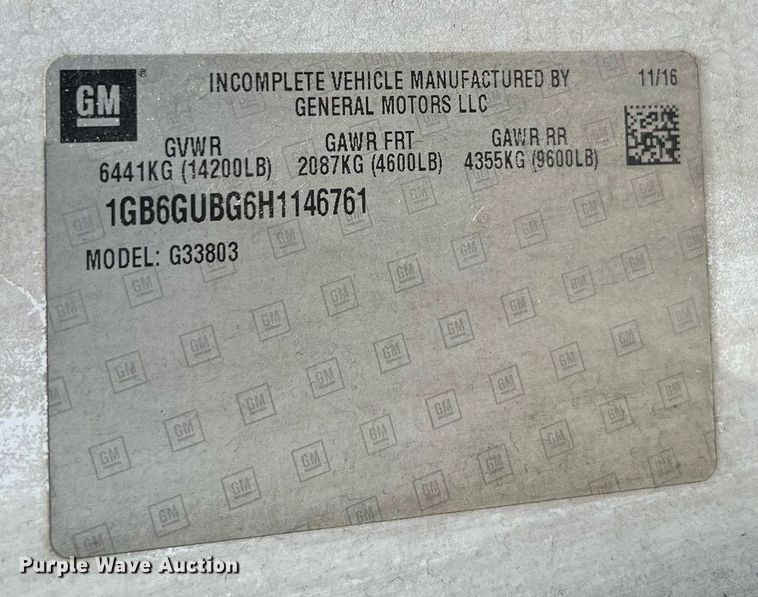 GM
INCOMPLETE VEHICLE MANUFACTURED BY 11/16
GENERAL MOTORS LLC
GVWR GAWR FRT GAWR RR
6441KG (14200LB) 2087KG (4600LB) 4355KG (9600LB)
1GB6GUBG6H1146761
MODEL: G33803
Purple Wave Auction